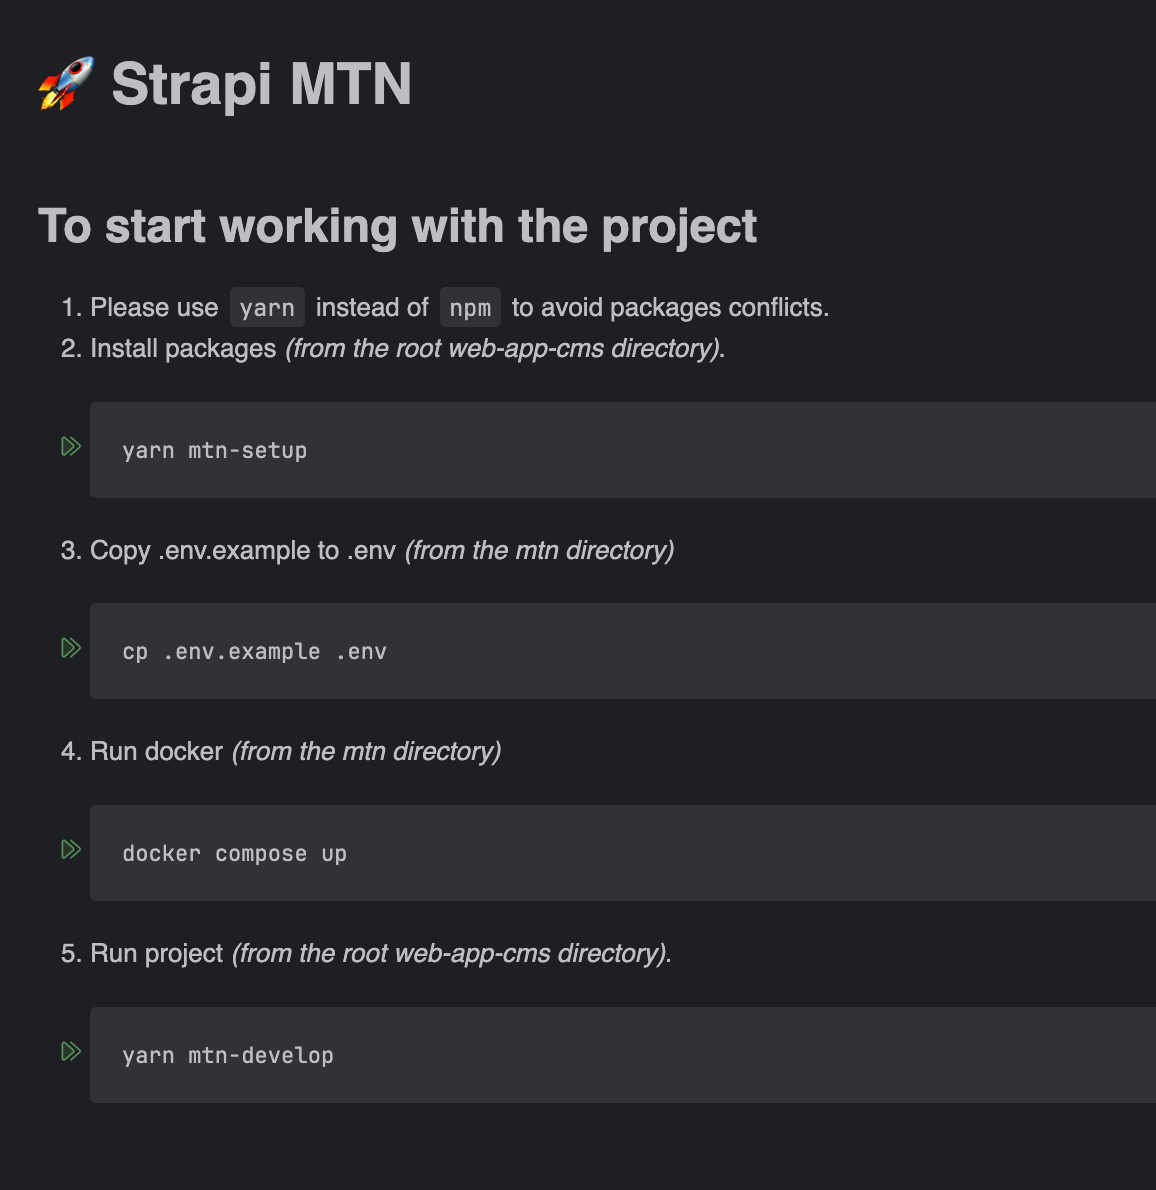 🚀 Strapi MTN
To start working with the project
1. Please use yarn instead of npm to avoid packages conflicts.
2. Install packages (from the root web-app-cms directory).
yarn mtn-setup
3. Copy .env.example to .env (from the mtn directory)
cp .env.example .env
4. Run docker (from the mtn directory)
docker compose up
5. Run project (from the root web-app-cms directory).
yarn mtn-develop